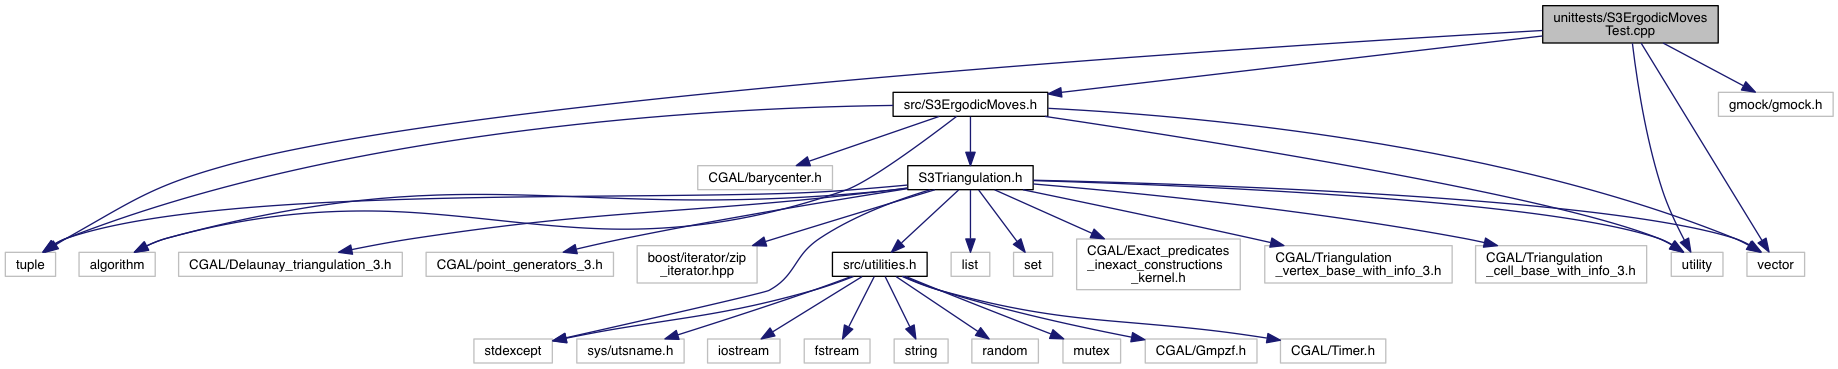 unittests/S3ErgodicMoves
Test.cpp
src/S3ErgodicMoves.h
gmock/gmock.h
CGAL/barycenter.h
S3Triangulation.h
tuple
algorithm
CGAL/Delaunay_triangulation_3.h
CGAL/point_generators_3.h
boost/iterator/zip
_iterator.hpp
src/utilities.h
list
set
CGAL/Exact_predicates
_inexact_constructions
_kernel.h
CGAL/Triangulation
_vertex_base_with_info_3.h
CGAL/Triangulation
_cell_base_with_info_3.h
utility
vector
stdexcept
sys/utsname.h
iostream
fstream
string
random
mutex
CGAL/Gmpzf.h
CGAL/Timer.h